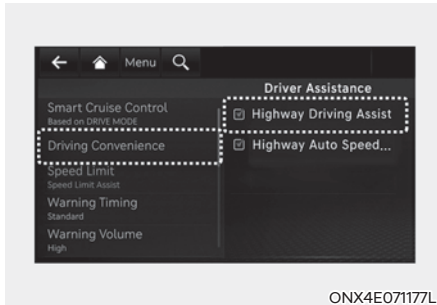 Menu
Driver Assistance
Smart Cruise Control
Based on DRIVE MODE
Highway Driving Assist
Driving Convenience
Highway Auto Speed...
Speed Limit
Speed Limit Assist
Warning Timing
Standard
Warning Volume
High
ONX4E071177L